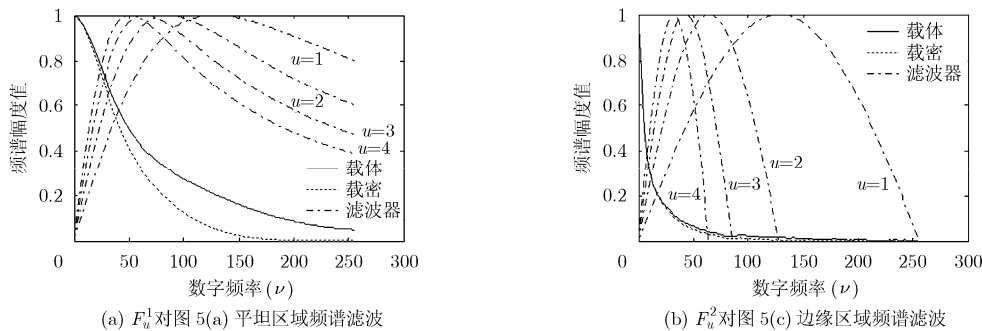 频谱幅度值
1
0.8
0.6
0.4
0.2
0 50 100 150 200 250 300
u=1
u=2
u=3
u=4
载体
载密
滤波器
数字频率(ν)
(a) F_u^1对图 5(a) 平坦区域频谱滤波
频谱幅度值
1
0.8
0.6
0.4
0.2
0 50 100 150 200 250 300
载体
载密
滤波器
u=4 u=3 u=2 u=1
数字频率(ν)
(b) F_u^2对图 5(c) 边缘区域频谱滤波